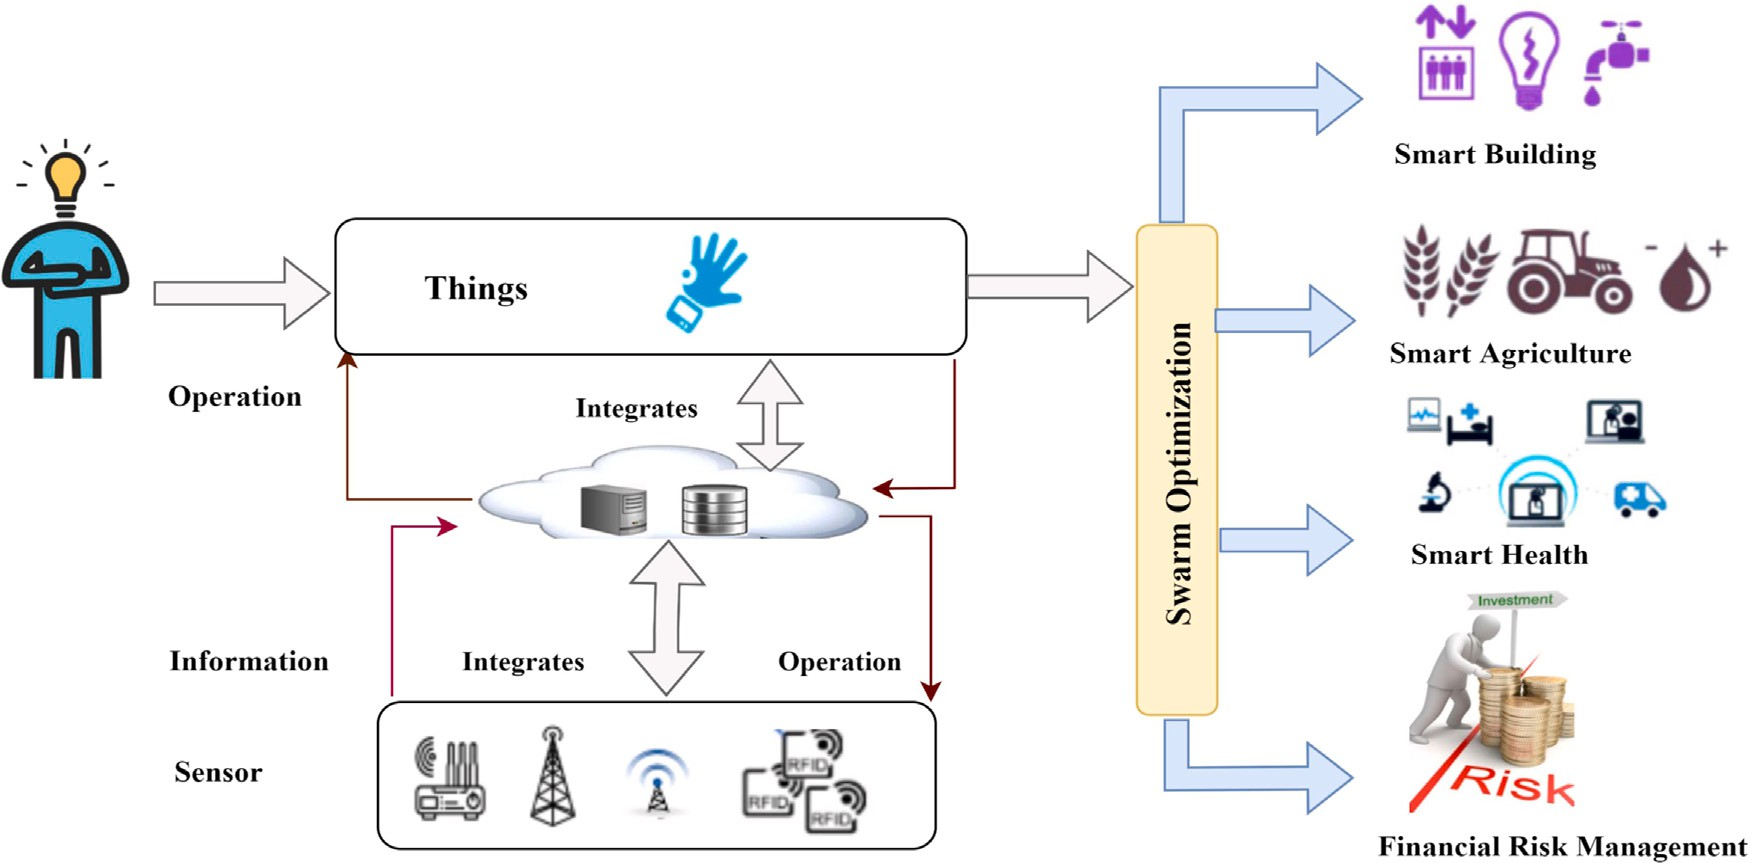 Smart Building
Things
Smart Agriculture
Operation
Integrates
Swarm Optimization
Smart Health
Investment
Information
Integrates
Operation
Sensor
RFID
RFID
RFID
Risk
Financial Risk Management